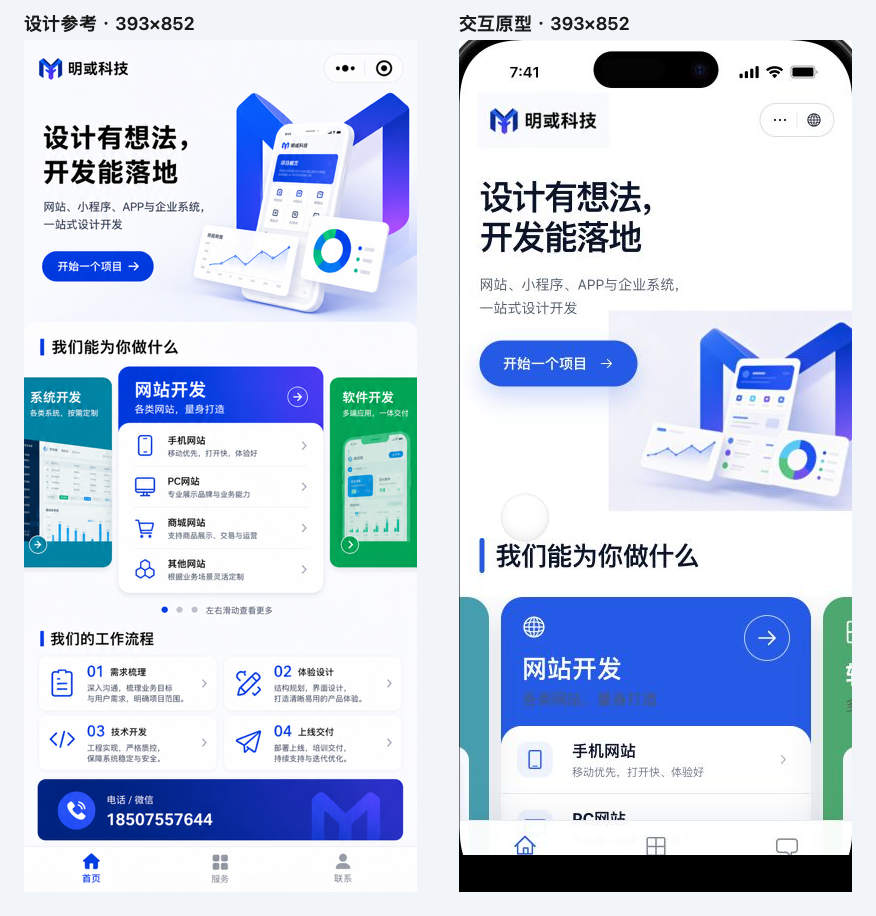 设计参考 · 393×852
明或科技
设计有想法，
开发能落地
网站、小程序、APP与企业系统，
一站式设计开发
开始一个项目 →
明或科技
我们能为你做什么
系统开发
各类系统，按需定制
网站开发
各类网站，量身打造
手机网站
移动优先，打开快、体验好
PC网站
专业展示品牌与业务能力
商城网站
支持商品展示、交易与运营
其他网站
根据业务场景灵活定制
软件开发
多端应用，一体交付
左右滑动查看更多
我们的工作流程
01 需求梳理
深入沟通，梳理业务目标
与用户需求，明确项目范围。
02 体验设计
结构规划，界面设计，
打造清晰易用的产品体验。
03 技术开发
工程实现，严格质控，
保障系统稳定与安全。
04 上线交付
部署上线，培训交付，
持续支持与迭代优化。
电话 / 微信
18507557644
首页
服务
联系
交互原型 · 393×852
7:41
明或科技
设计有想法，
开发能落地
网站、小程序、APP与企业系统，
一站式设计开发
开始一个项目 →
我们能为你做什么
网站开发
各类网站，量身打造
手机网站
移动优先，打开快、体验好
PC网站